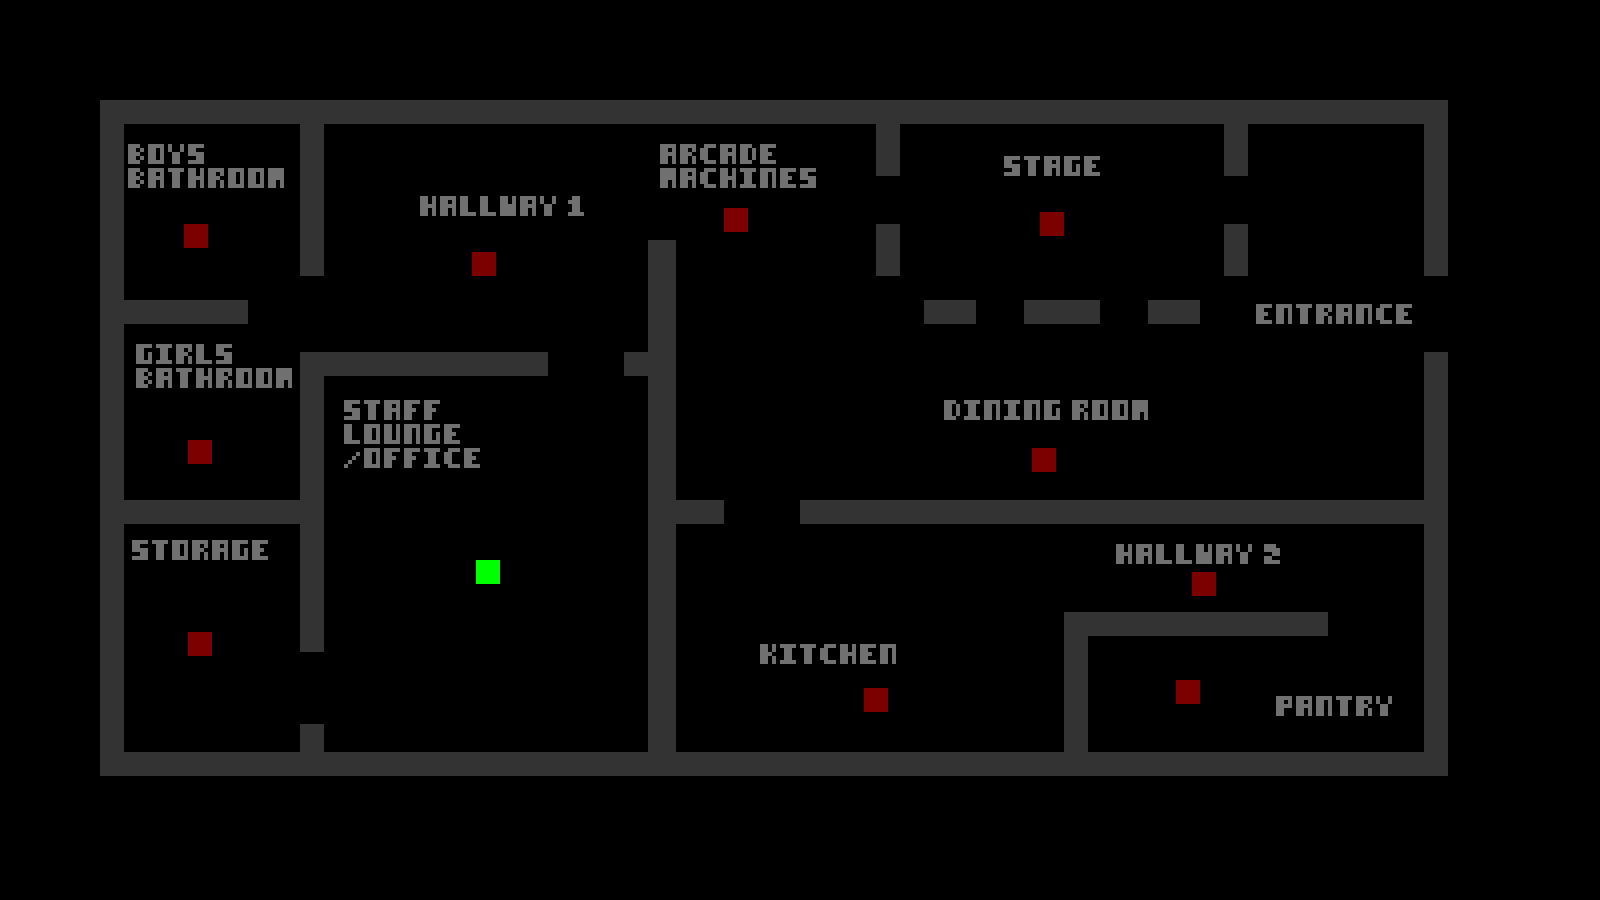 BOYS
BATHROOM
HALLWAY 1
ARCADE
MACHINES
STAGE
ENTRANCE
GIRLS
BATHROOM
STAFF
LOUNGE
/OFFICE
DINING ROOM
STORAGE
HALLWAY 2
KITCHEN
PANTRY